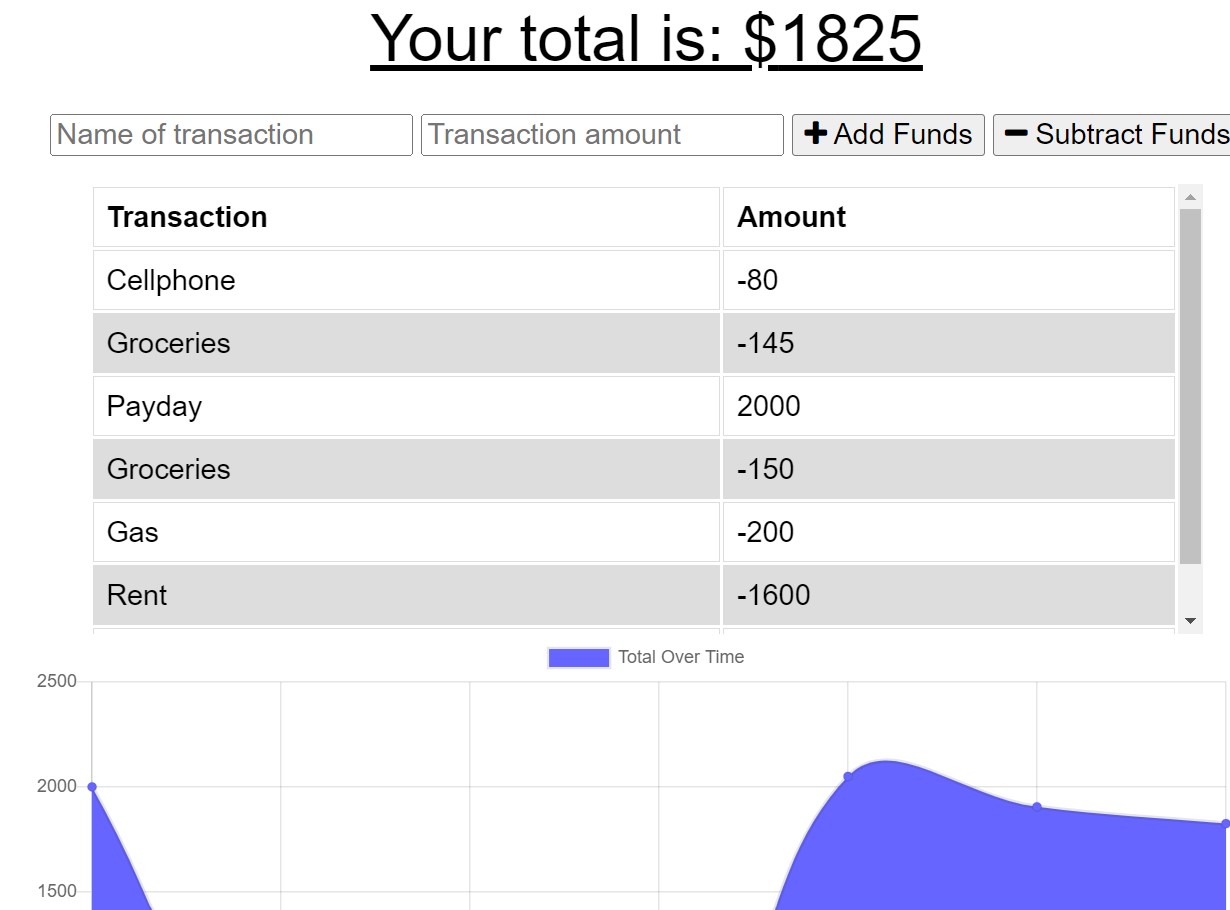 Your total is: $1825
Name of transaction Transaction amount Add Funds Subtract Funds
Transaction Amount
Cellphone -80
Groceries -145
Payday 2000
Groceries -150
Gas -200
Rent -1600
Total Over Time
2500
2000
1500